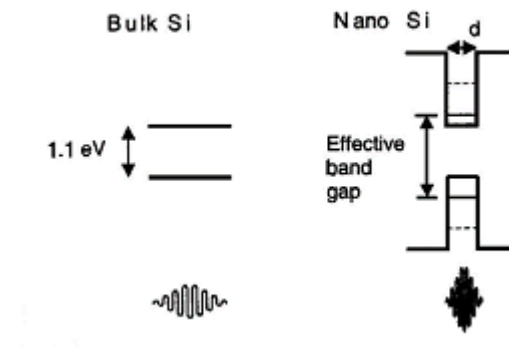 Bulk Si
Nano Si
d
1.1 eV
Effective
band
gap